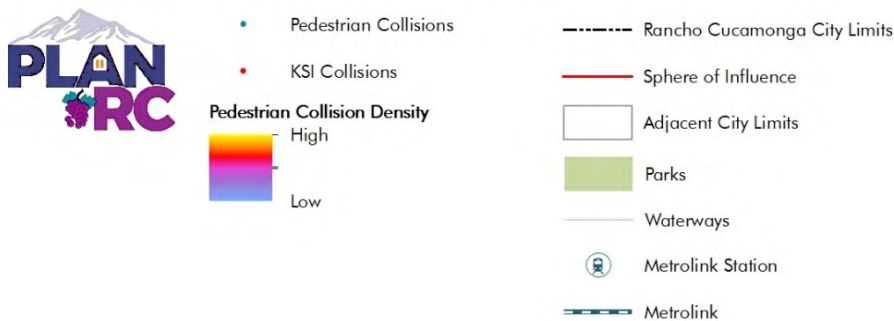 PLAN
RC
Pedestrian Collisions
KSI Collisions
Pedestrian Collision Density
High
Low
Rancho Cucamonga City Limits
Sphere of Influence
Adjacent City Limits
Parks
Waterways
Metrolink Station
Metrolink